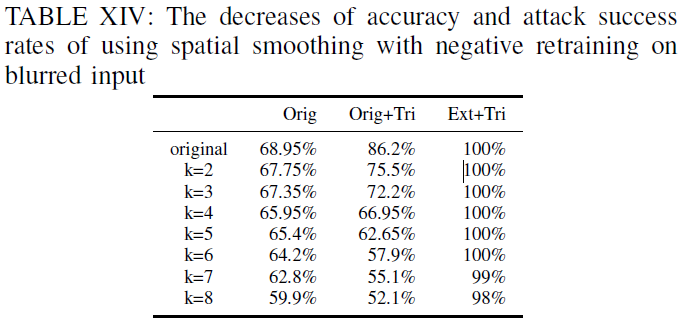 TABLE XIV: The decreases of accuracy and attack success
rates of using spatial smoothing with negative retraining on
blurred input
Orig Orig+Tri Ext+Tri
original 68.95% 86.2% 100%
k=2 67.75% 75.5% 100%
k=3 67.35% 72.2% 100%
k=4 65.95% 66.95% 100%
k=5 65.4% 62.65% 100%
k=6 64.2% 57.9% 100%
k=7 62.8% 55.1% 99%
k=8 59.9% 52.1% 98%